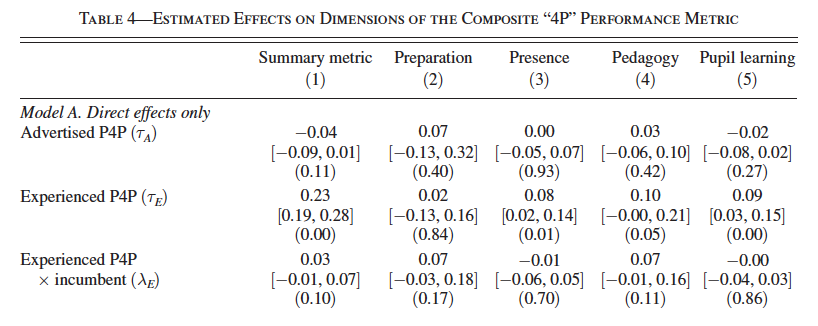 TABLE 4—ESTIMATED EFFECTS ON DIMENSIONS OF THE COMPOSITE “4P” PERFORMANCE METRIC
Summary metric Preparation Presence Pedagogy Pupil learning
(1) (2) (3) (4) (5)
Model A. Direct effects only
Advertised P4P (τA) −0.04 0.07 0.00 0.03 −0.02
[−0.09, 0.01] [−0.13, 0.32] [−0.05, 0.07] [−0.06, 0.10] [−0.08, 0.02]
(0.11) (0.40) (0.93) (0.42) (0.27)
Experienced P4P (τE) 0.23 0.02 0.08 0.10 0.09
[0.19, 0.28] [−0.13, 0.16] [0.02, 0.14] [−0.00, 0.21] [0.03, 0.15]
(0.00) (0.84) (0.01) (0.05) (0.00)
Experienced P4P 0.03 0.07 −0.01 0.07 −0.00
× incumbent (λE) [−0.01, 0.07] [−0.03, 0.18] [−0.06, 0.05] [−0.01, 0.16] [−0.04, 0.03]
(0.10) (0.17) (0.70) (0.11) (0.86)